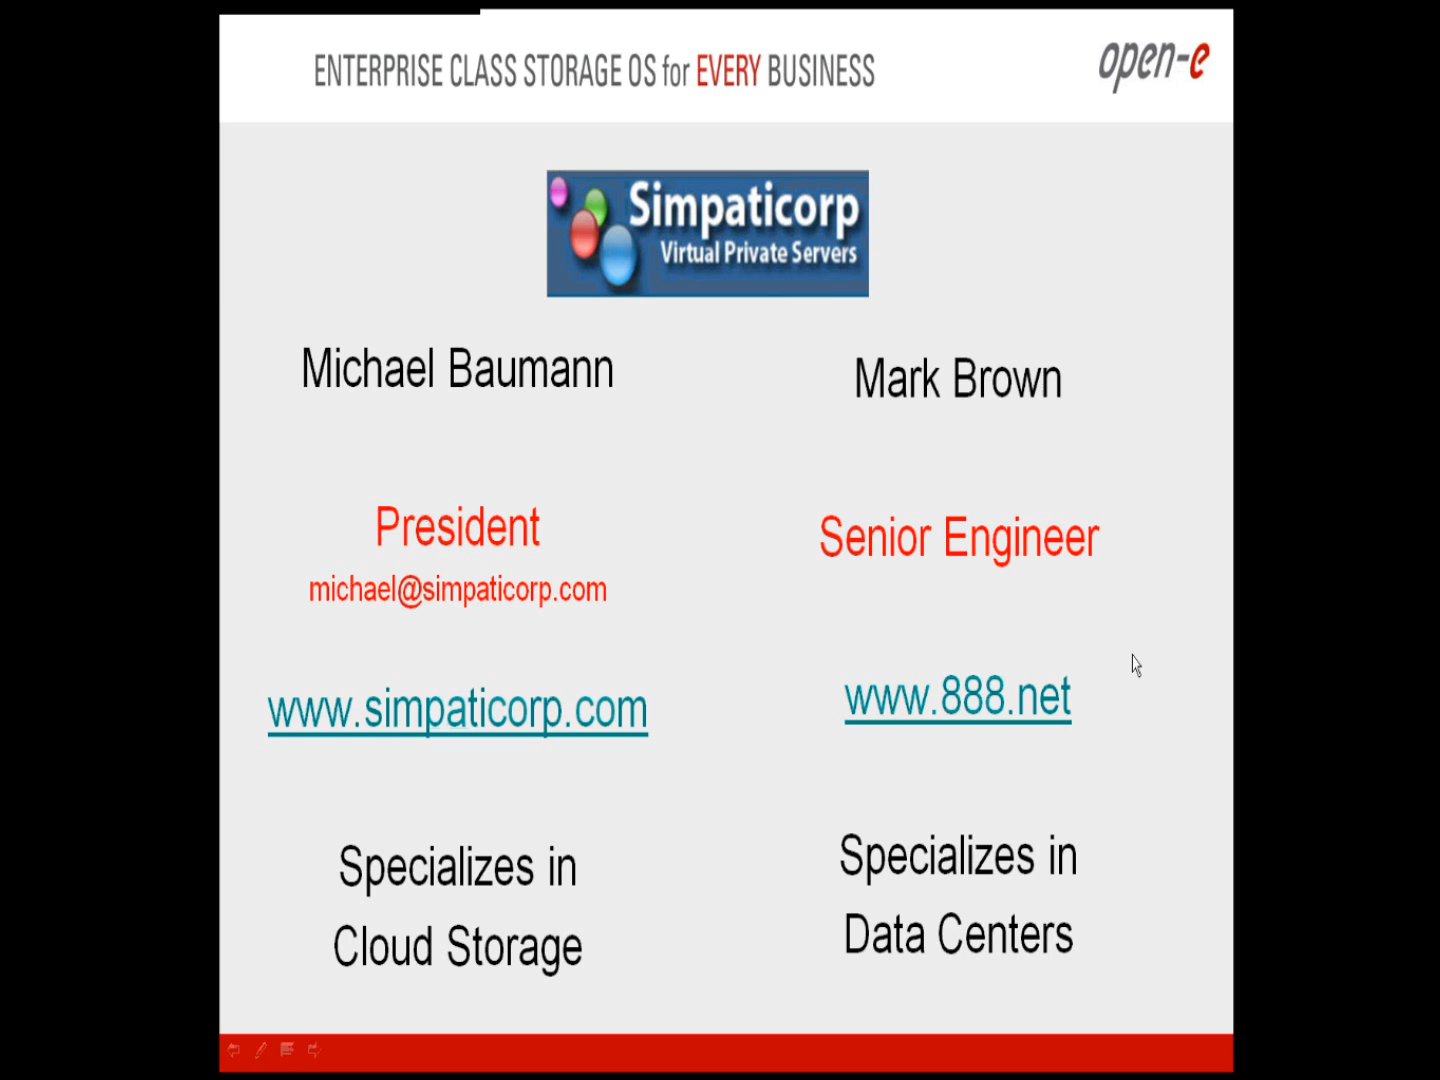 ENTERPRISE CLASS STORAGE OS for EVERY BUSINESS
open-e
Simpaticorp
Virtual Private Servers
Michael Baumann
President
michael@simpaticorp.com
www.simpaticorp.com
Specializes in
Cloud Storage
Mark Brown
Senior Engineer
www.888.net
Specializes in
Data Centers